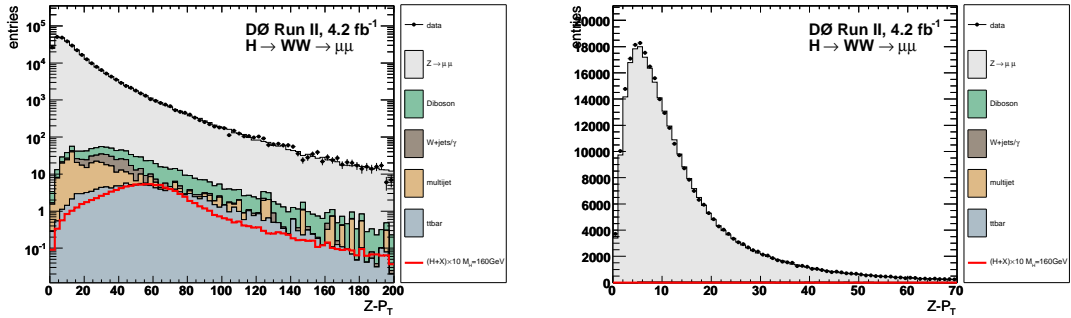 entries
10⁵
10⁴
10³
10²
10
1
10⁻¹
0 20 40 60 80 100 120 140 160 180 200
Z-P_T
DØ Run II, 4.2 fb⁻¹
H → WW → μμ
data
Z → μ μ
Diboson
W+jets/γ
multijet
ttbar
(H+X)×10 M_H=160GeV
entries
18000
16000
14000
12000
10000
8000
6000
4000
2000
0
0 10 20 30 40 50 60 70
Z-P_T
DØ Run II, 4.2 fb⁻¹
H → WW → μμ
data
Z → μ μ
Diboson
W+jets/γ
multijet
ttbar
(H+X)×10 M_H=160GeV